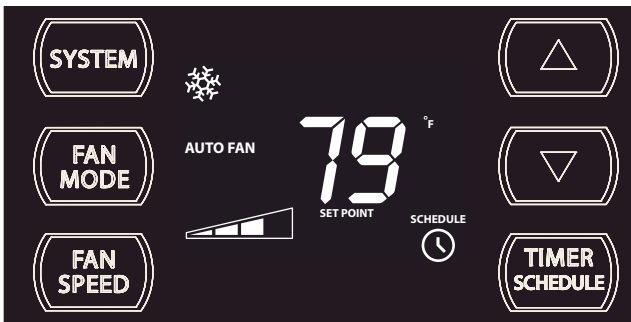 SYSTEM
FAN
MODE
FAN
SPEED
AUTO FAN
79
°F
SET POINT
SCHEDULE
TIMER
SCHEDULE